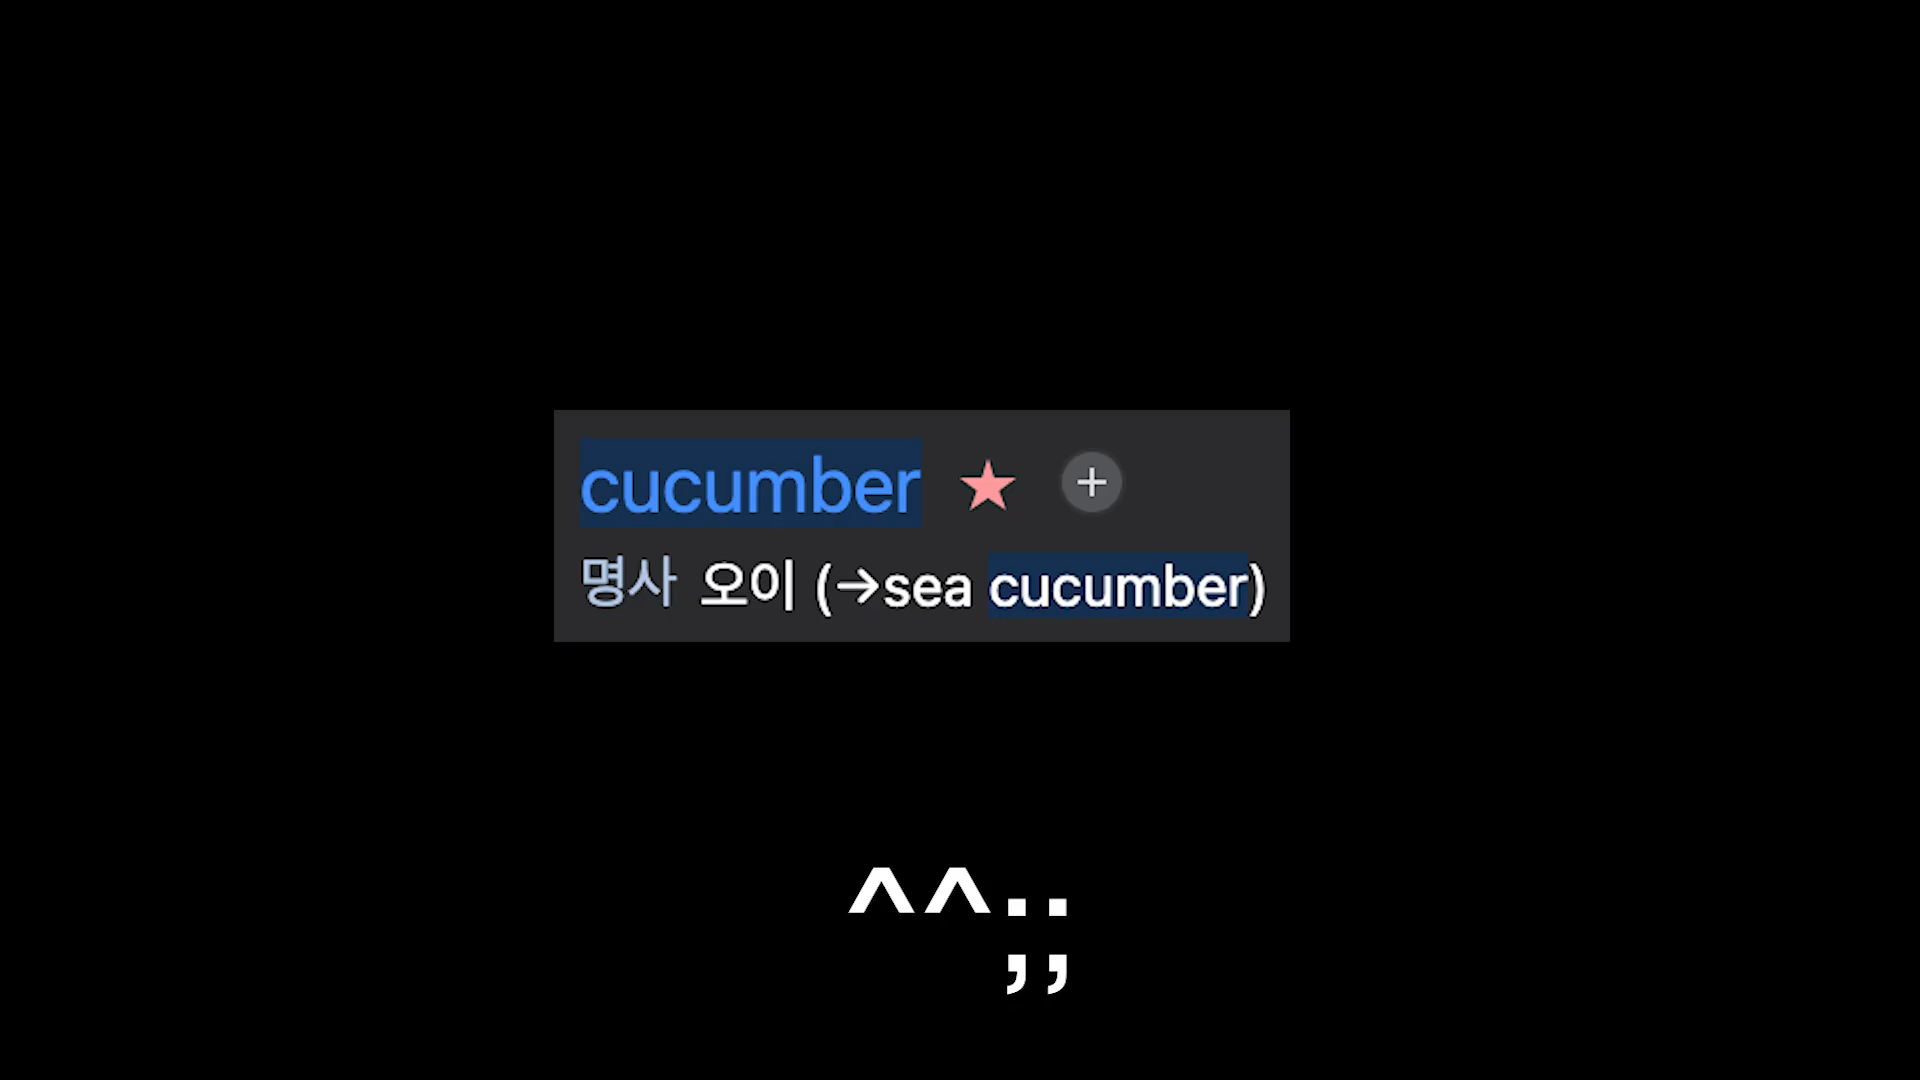 cucumber ★ +
명사 오이 (→sea cucumber)
^^;;